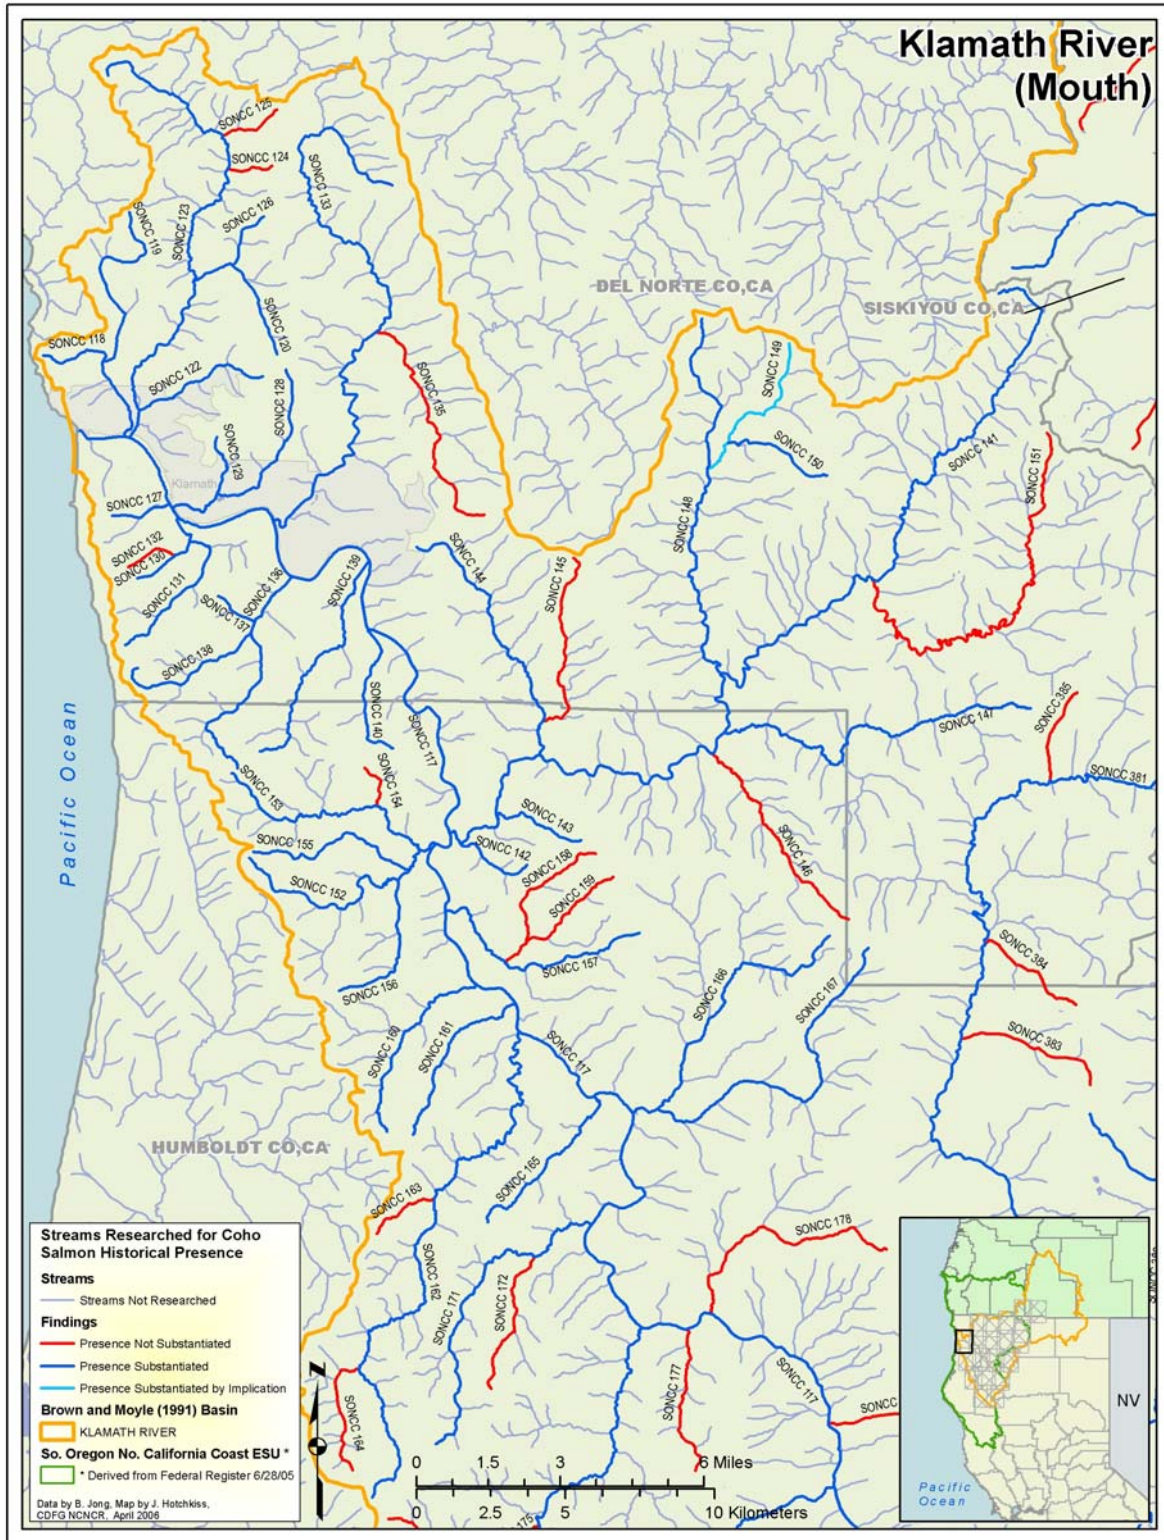 Klamath River
(Mouth)
SONCC 125
SONCC 124
SONCC 133
SONCC 126
SONCC 123
SONCC 119
DEL NORTE CO,CA
SISKIYOU CO,CA
SONCC 118
SONCC 120
SONCC 149
SONCC 122
SONCC 135
SONCC 128
SONCC 141
SONCC 150
SONCC 129
SONCC 151
Klamath
SONCC 127
SONCC 148
SONCC 132
SONCC 130
SONCC 131
SONCC 136
SONCC 139
SONCC 144
SONCC 145
SONCC 137
SONCC 138
SONCC 385
SONCC 140
SONCC 117
SONCC 147
Pacific Ocean
SONCC 154
SONCC 153
SONCC 381
SONCC 143
SONCC 155
SONCC 142
SONCC 158
SONCC 146
SONCC 159
SONCC 152
SONCC 384
SONCC 157
SONCC 156
SONCC 166
SONCC 167
SONCC 160
SONCC 161
SONCC 117
SONCC 383
HUMBOLDT CO,CA
SONCC 165
SONCC 163
SONCC 178
SONCC 162
SONCC 171
SONCC 172
SONCC 177
SONCC 117
SONCC
SONCC 164
Streams Researched for Coho
Salmon Historical Presence
Streams
Streams Not Researched
Findings
Presence Not Substantiated
Presence Substantiated
Presence Substantiated by Implication
Brown and Moyle (1991) Basin
KLAMATH RIVER
So. Oregon No. California Coast ESU *
* Derived from Federal Register 6/28/05
Data by B. Jong, Map by J. Hotchkiss,
CDFG NCNCR, April 2006
0 1.5 3 6 Miles
0 2.5 5 10 Kilometers
NV
Pacific
Ocean